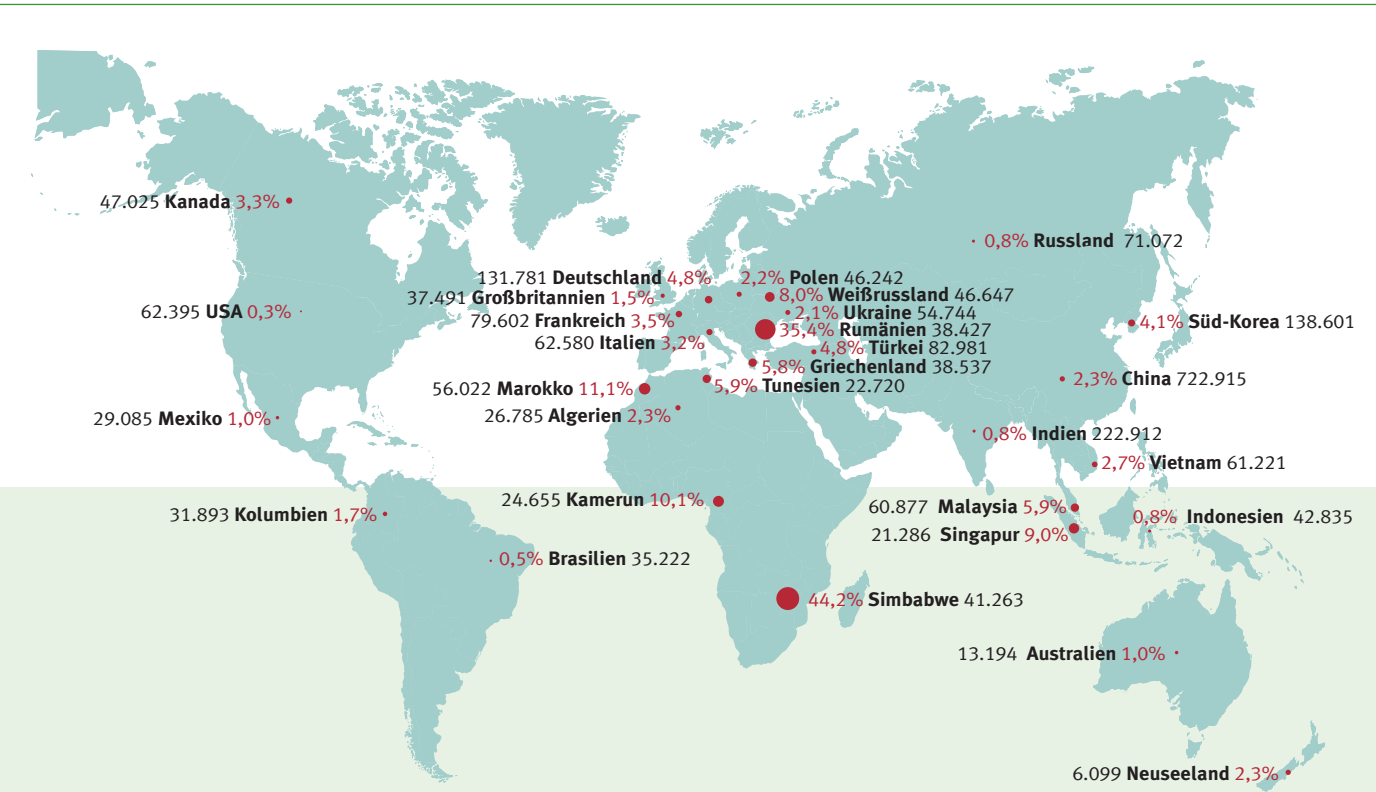 47.025 Kanada 3,3%
0,8% Russland 71.072
131.781 Deutschland 4,8%
2,2% Polen 46.242
37.491 Großbritannien 1,5%
8,0% Weißrussland 46.647
62.395 USA 0,3%
79.602 Frankreich 3,5%
2,1% Ukraine 54.744
35,4% Rumänien 38.427
4,1% Süd-Korea 138.601
62.580 Italien 3,2%
4,8% Türkei 82.981
5,8% Griechenland 38.537
56.022 Marokko 11,1%
5,9% Tunesien 22.720
2,3% China 722.915
29.085 Mexiko 1,0%
26.785 Algerien 2,3%
0,8% Indien 222.912
2,7% Vietnam 61.221
24.655 Kamerun 10,1%
60.877 Malaysia 5,9%
31.893 Kolumbien 1,7%
0,8% Indonesien 42.835
21.286 Singapur 9,0%
0,5% Brasilien 35.222
44,2% Simbabwe 41.263
13.194 Australien 1,0%
6.099 Neuseeland 2,3%